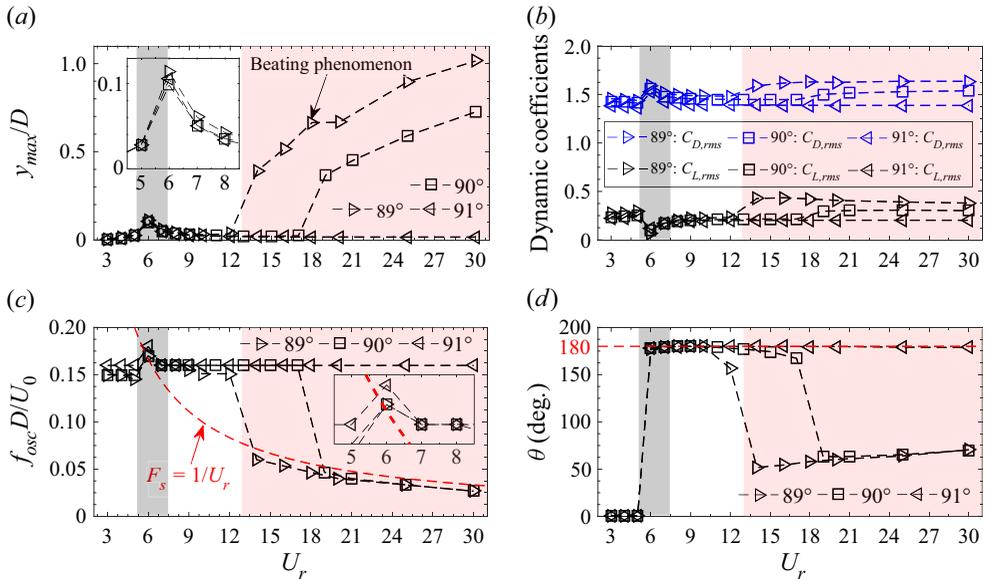 (a)
1.0
0.5
0
y_max/D
0.1
0
5 6 7 8
Beating phenomenon
90°
89° 91°
3 6 9 12 15 18 21 24 27 30
(b)
2.0
1.5
1.0
0.5
0
Dynamic coefficients
89°: C_D,rms 90°: C_D,rms 91°: C_D,rms
89°: C_L,rms 90°: C_L,rms 91°: C_L,rms
3 6 9 12 15 18 21 24 27 30
(c)
0.20
0.15
0.10
0.05
0
f_osc D/U_0
89° 90° 91°
5 6 7 8
F_s = 1/U_r
3 6 9 12 15 18 21 24 27 30
U_r
(d)
200
180
150
100
50
0
θ (deg.)
89° 90° 91°
3 6 9 12 15 18 21 24 27 30
U_r